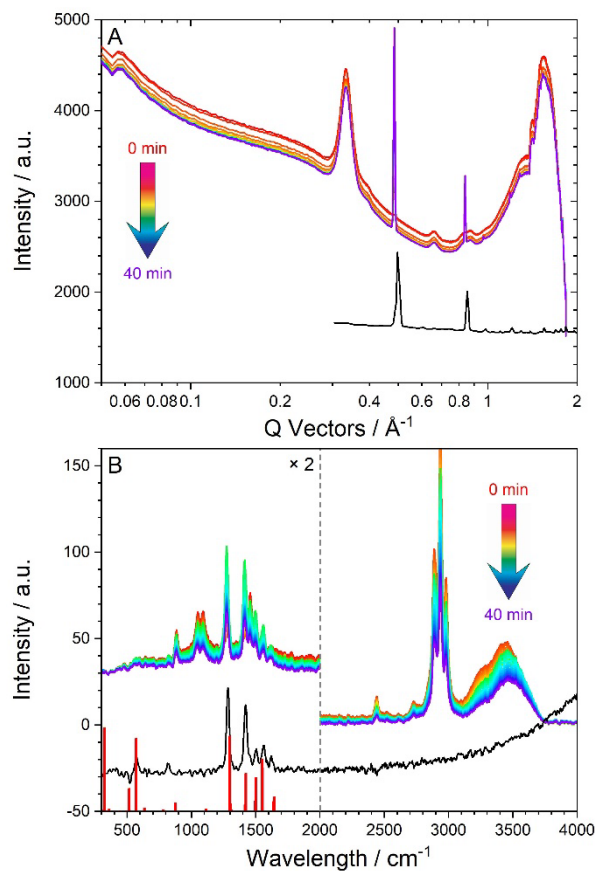 A
5000
4000
3000
2000
1000
Intensity / a.u.
0 min
40 min
0.06 0.08 0.1 0.2 0.4 0.6 0.8 1 2
Q Vectors / Å⁻¹
B
× 2
150
100
50
0
-50
Intensity / a.u.
0 min
40 min
500 1000 1500 2000 2500 3000 3500 4000
Wavelength / cm⁻¹